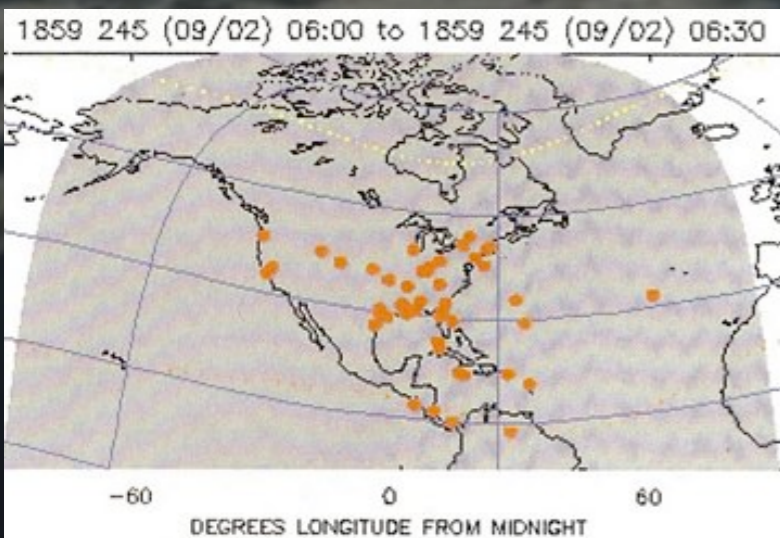 1859 245 (09/02) 06:00 to 1859 245 (09/02) 06:30
-60 0 60
DEGREES LONGITUDE FROM MIDNIGHT